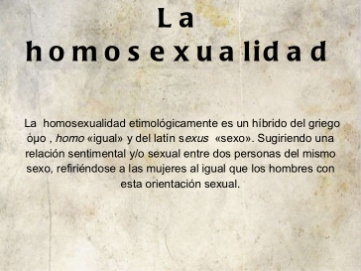 La
homosexualidad
La homosexualidad etimológicamente es un híbrido del griego
όμο , homo «igual» y del latín sexus «sexo». Sugiriendo una
relación sentimental y/o sexual entre dos personas del mismo
sexo, refiriéndose a las mujeres al igual que los hombres con
esta orientación sexual.